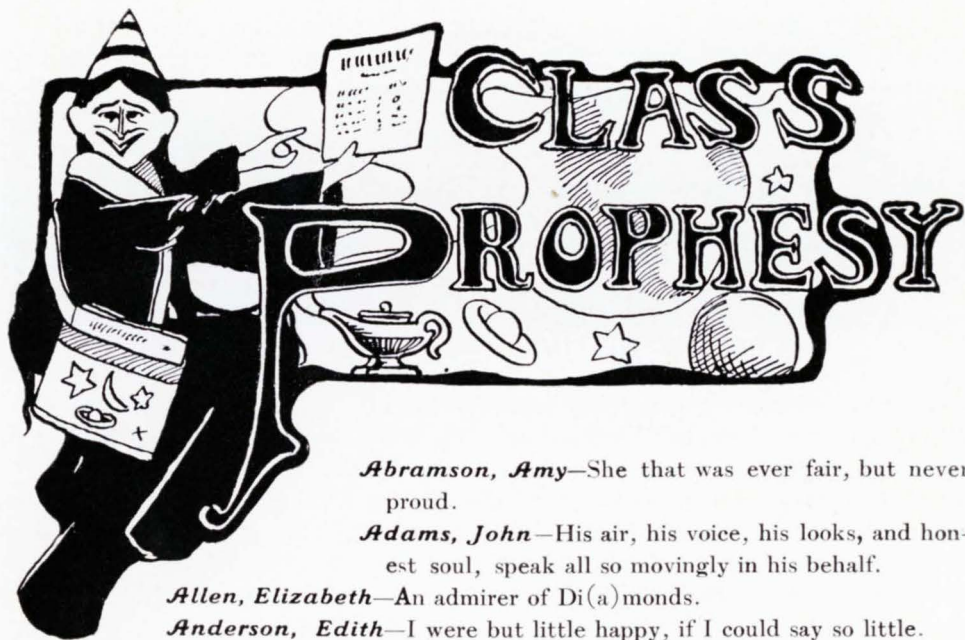 CLASS
PROPHESY
Abramson, Amy—She that was ever fair, but never
proud.
Adams, John—His air, his voice, his looks, and hon-
est soul, speak all so movingly in his behalf.
Allen, Elizabeth—An admirer of Di(a)monds.
Anderson, Edith—I were but little happy, if I could say so little.